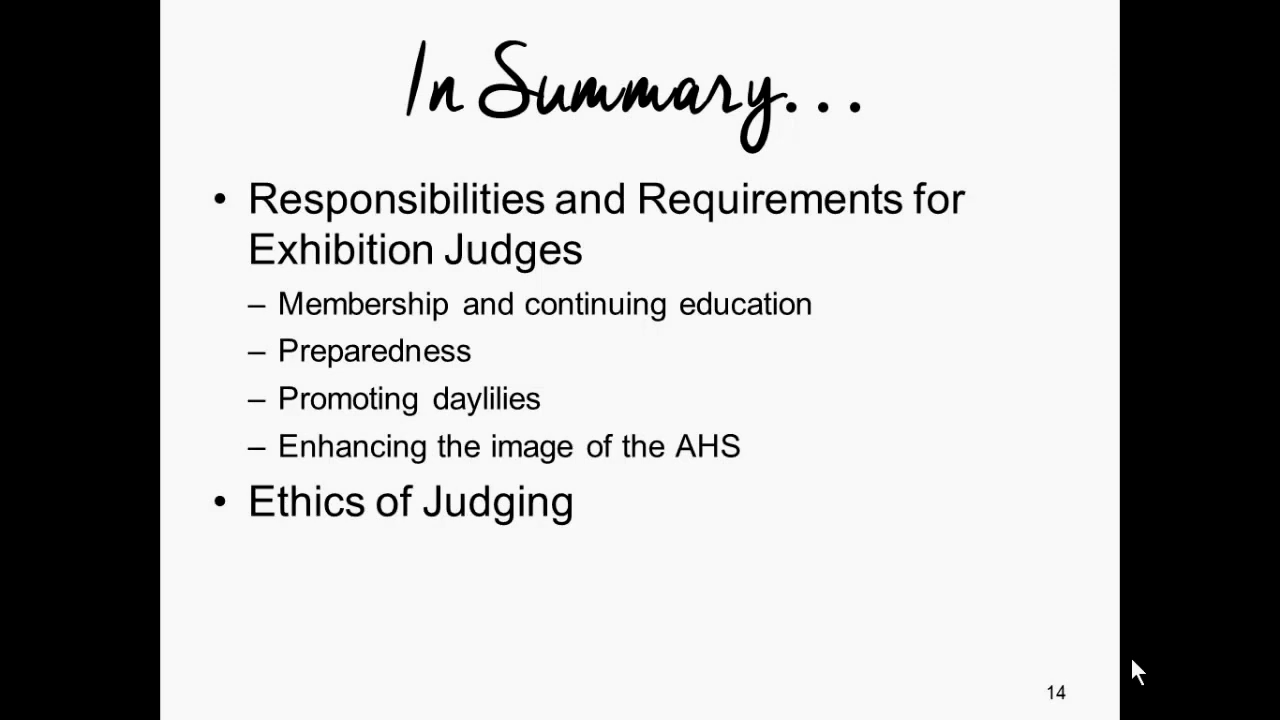 In Summary...
• Responsibilities and Requirements for
Exhibition Judges
– Membership and continuing education
– Preparedness
– Promoting daylilies
– Enhancing the image of the AHS
• Ethics of Judging
14